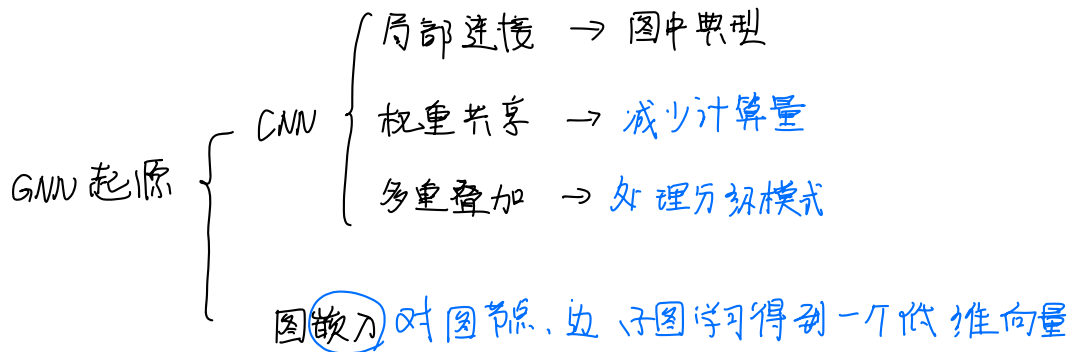 局部连接 → 图中典型
CNN
权重共享 → 减少计算量
GNN起源
多重叠加 → 处理分级模式
图嵌入 对图节点、边、子图学习得到一个低维向量